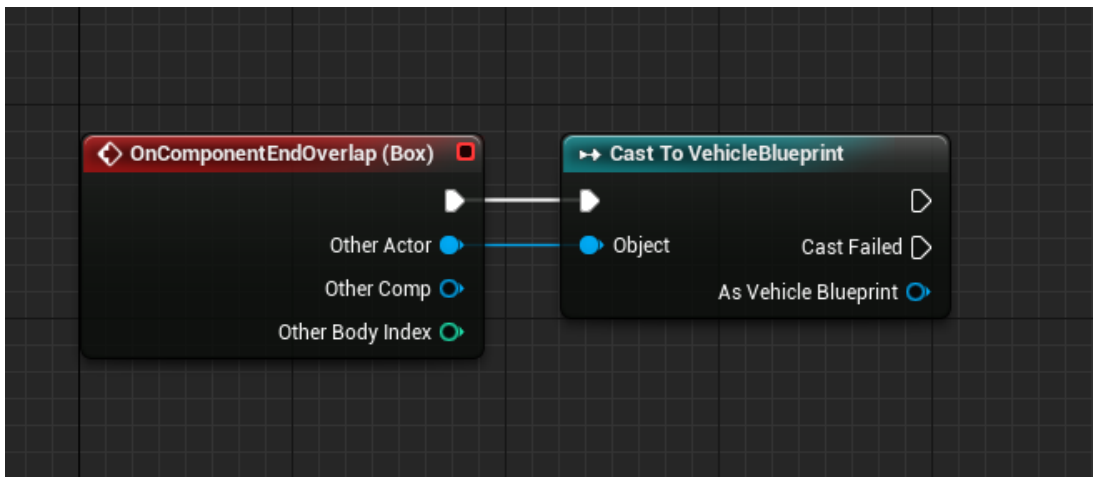 OnComponentEndOverlap (Box)
Other Actor
Other Comp
Other Body Index
Cast To VehicleBlueprint
Object
Cast Failed
As Vehicle Blueprint